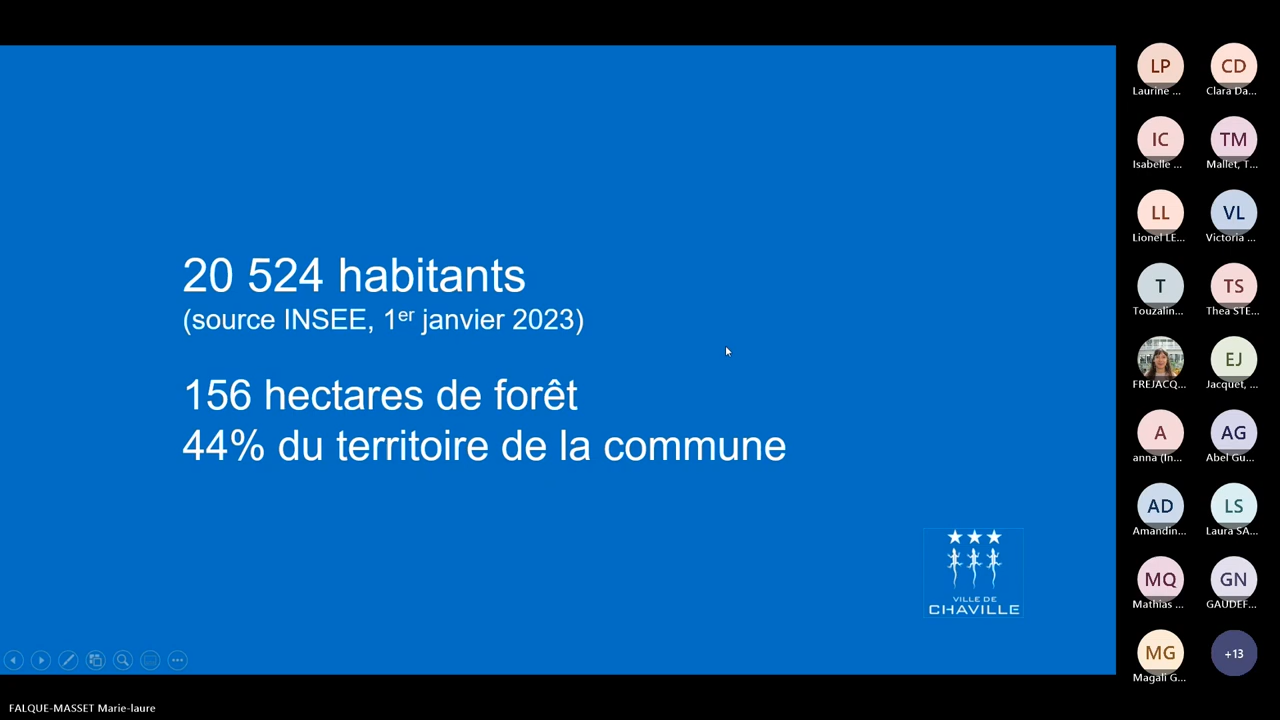 20 524 habitants
(source INSEE, 1er janvier 2023)
156 hectares de forêt
44% du territoire de la commune
VILLE DE
CHAVILLE
LP
Laurine ...
CD
Clara Da...
IC
Isabelle ...
TM
Mallet, T...
LL
Lionel LE...
VL
Victoria ...
T
Touzalin...
TS
Thea STE...
FREJACQ...
EJ
Jacquet, ...
A
anna (In...
AG
Abel Gu...
AD
Amandin...
LS
Laura SA...
MQ
Mathias ...
GN
GAUDEF...
MG
Magali G...
+13
FALQUE-MASSET Marie-laure